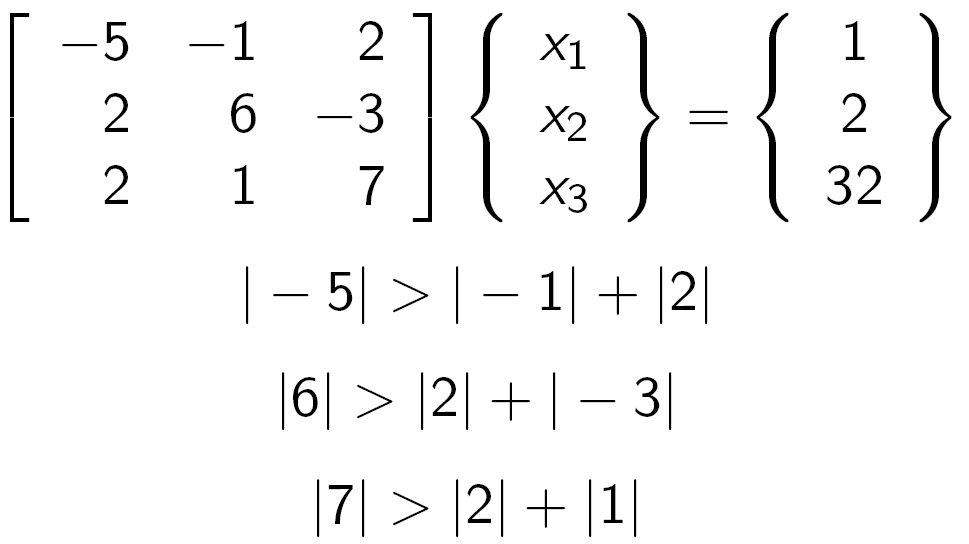 [ −5 −1 2 ] { x₁ } = { 1 }
[ 2 6 −3 ] { x₂ } = { 2 }
[ 2 1 7 ] { x₃ } = { 32 }
| − 5| > | − 1| + |2|
|6| > |2| + | − 3|
|7| > |2| + |1|